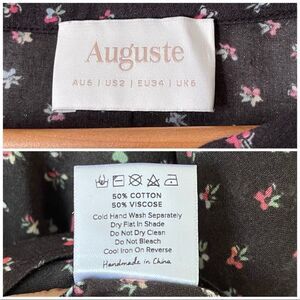 Auguste
AU6 | US2 | EU34 | UK6
50% COTTON
50% VISCOSE
Cold Hand Wash Separately
Dry Flat In Shade
Do Not Dry Clean
Do Not Bleach
Cool Iron On Reverse
Handmade in China